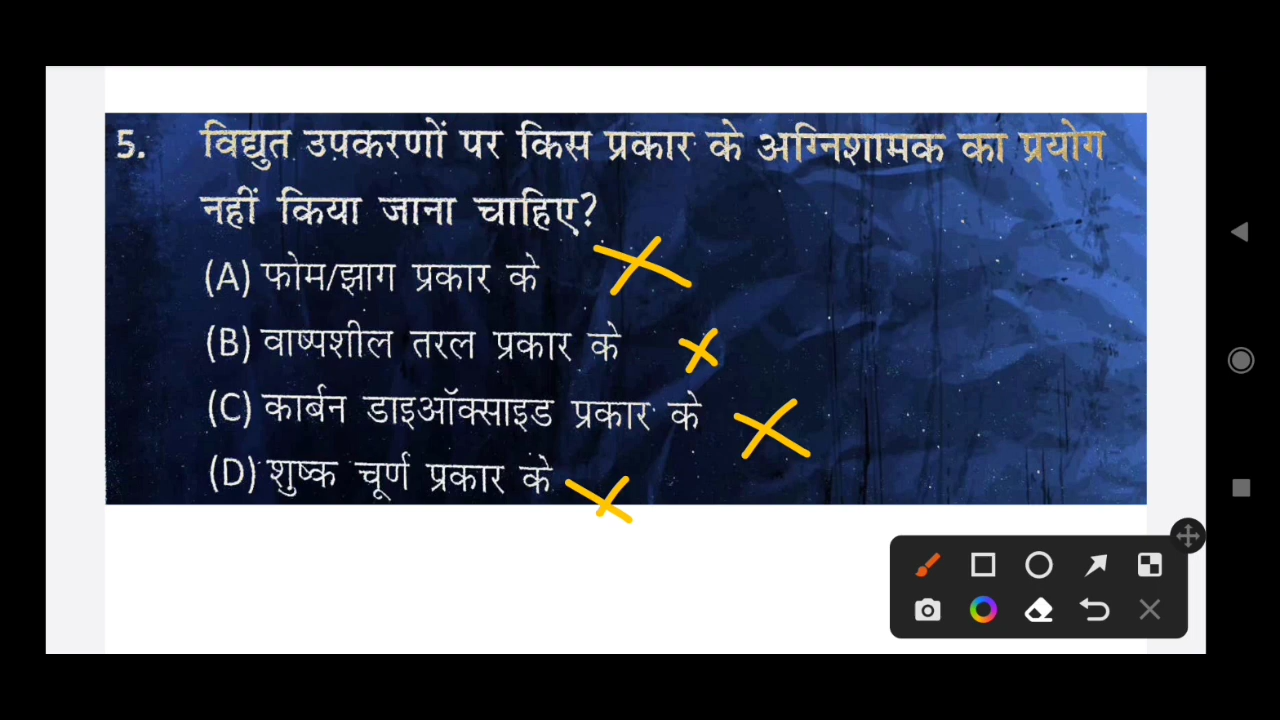 5. विद्युत उपकरणों पर किस प्रकार के अग्निशामक का प्रयोग
नहीं किया जाना चाहिए?
(A) फोम/झाग प्रकार के
(B) वाष्पशील तरल प्रकार के
(C) कार्बन डाइऑक्साइड प्रकार के
(D) शुष्क चूर्ण प्रकार के